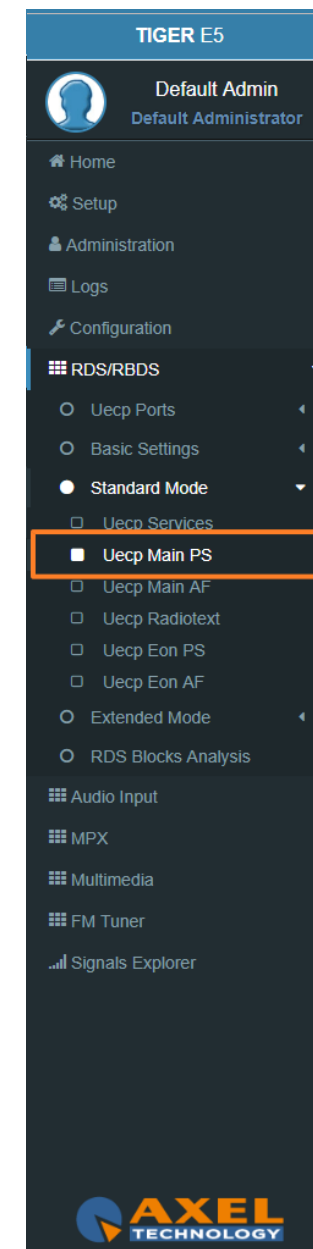 TIGER E5
Default Admin
Default Administrator
Home
Setup
Administration
Logs
Configuration
RDS/RBDS
Uecp Ports
Basic Settings
Standard Mode
Uecp Services
Uecp Main PS
Uecp Main AF
Uecp Radiotext
Uecp Eon PS
Uecp Eon AF
Extended Mode
RDS Blocks Analysis
Audio Input
MPX
Multimedia
FM Tuner
Signals Explorer
AXEL
TECHNOLOGY